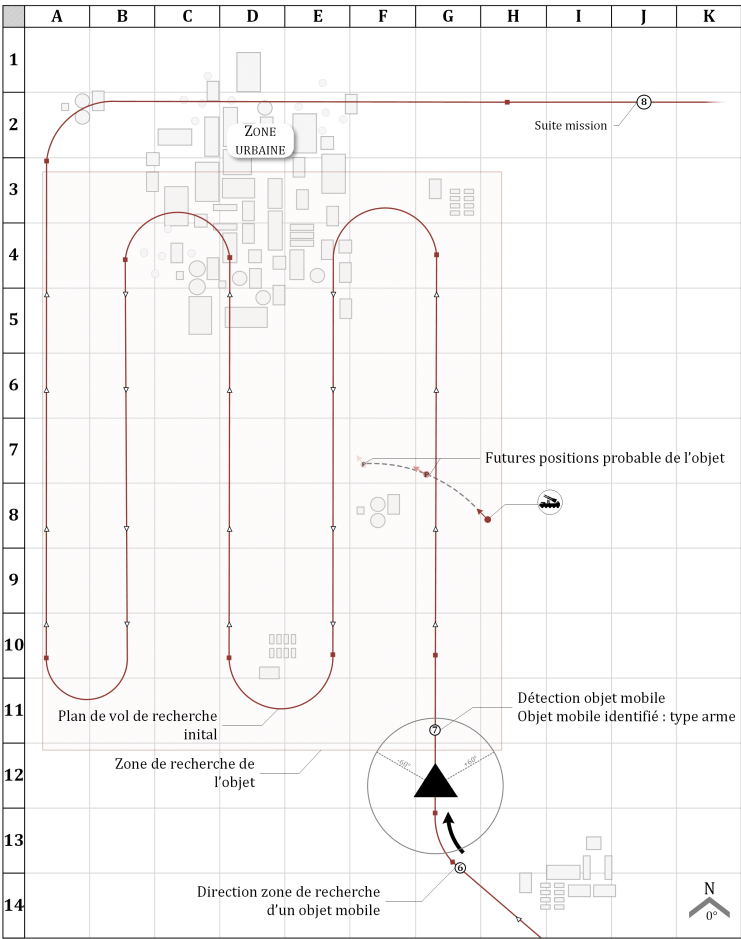 A B C D E F G H I J K
1
2
3
4
5
6
7
8
9
10
11
12
13
14
8
Suite mission
ZONE
URBAINE
Futures positions probable de l'objet
P
P
Détection objet mobile
Objet mobile identifié : type arme
7
Plan de vol de recherche
inital
Zone de recherche de
l'objet
-60° +60°
6
Direction zone de recherche
d'un objet mobile
N
0°